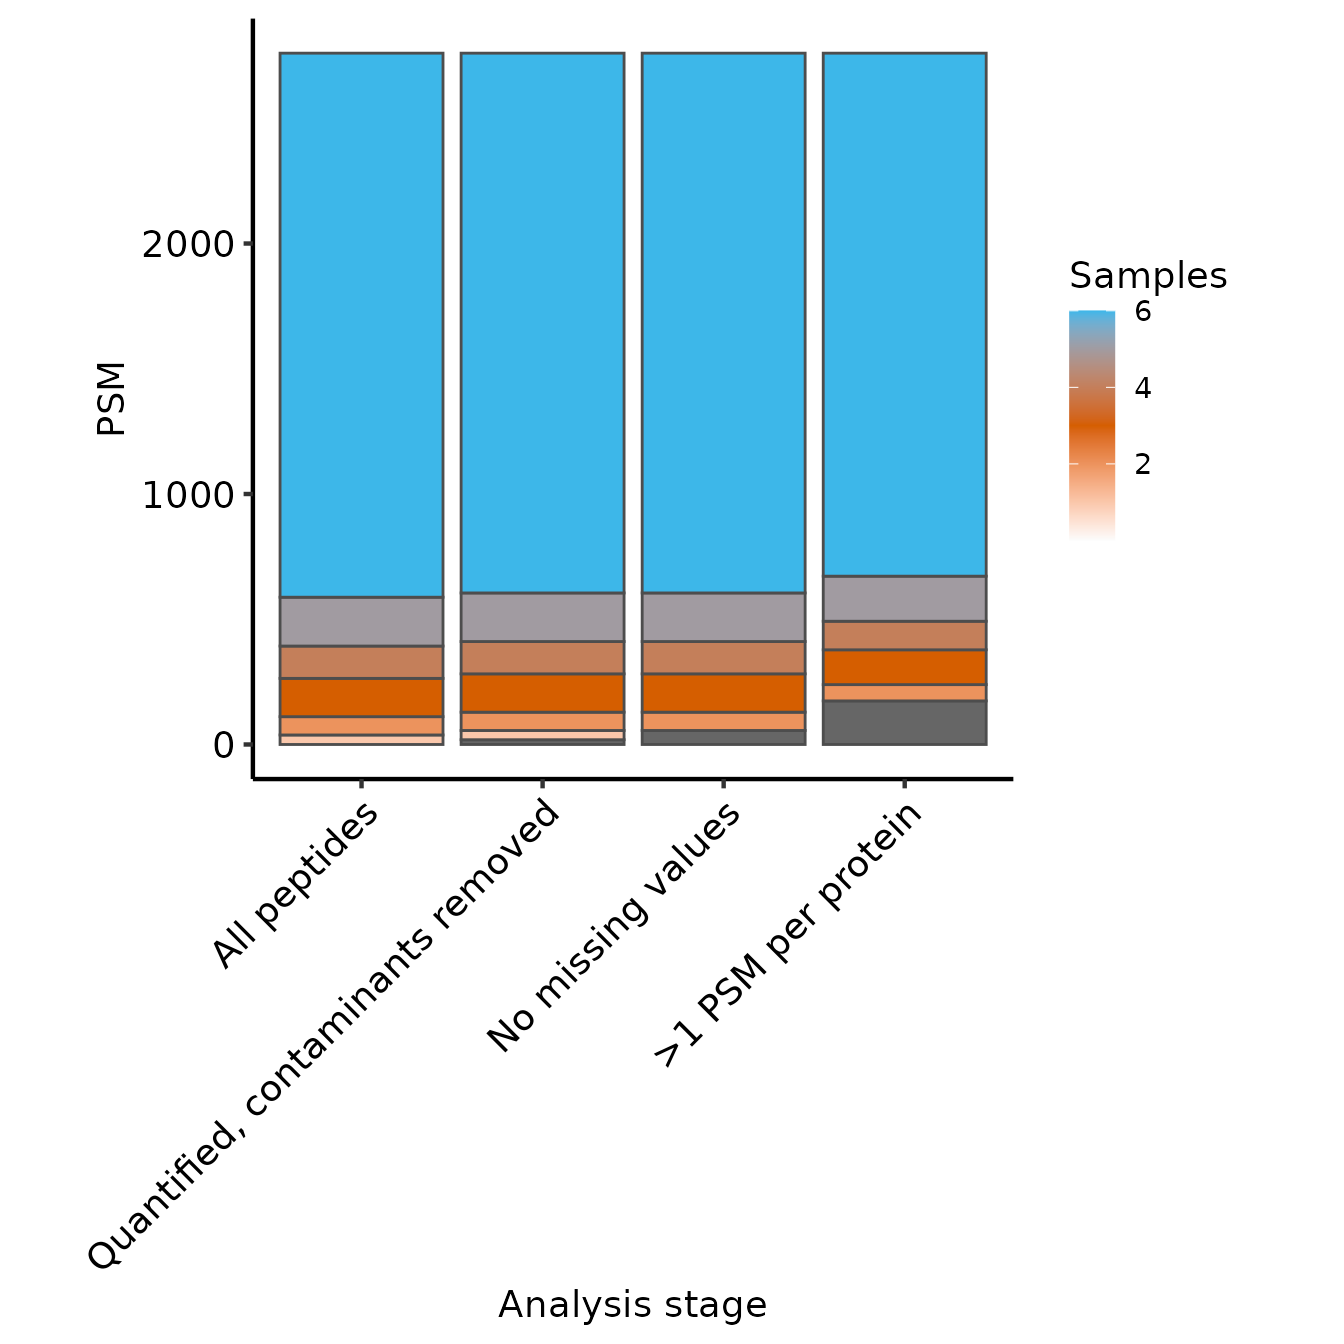 PSM
2000
1000
0
All peptides
Quantified, contaminants removed
No missing values
>1 PSM per protein
Analysis stage
Samples
6
4
2